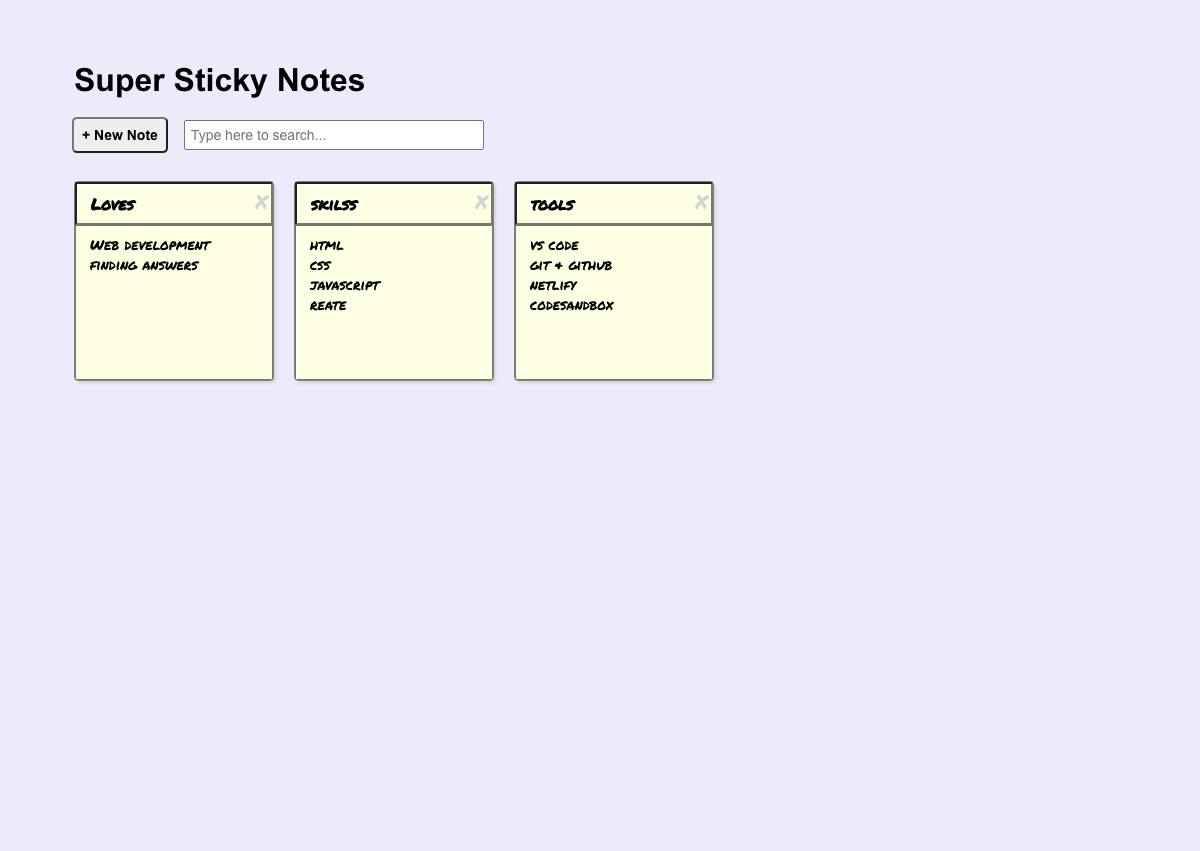 Super Sticky Notes
+ New Note
Type here to search...
Loves
Web development
finding answers
skilss
html
css
javascript
reate
tools
vs code
git & github
netlify
codesandbox